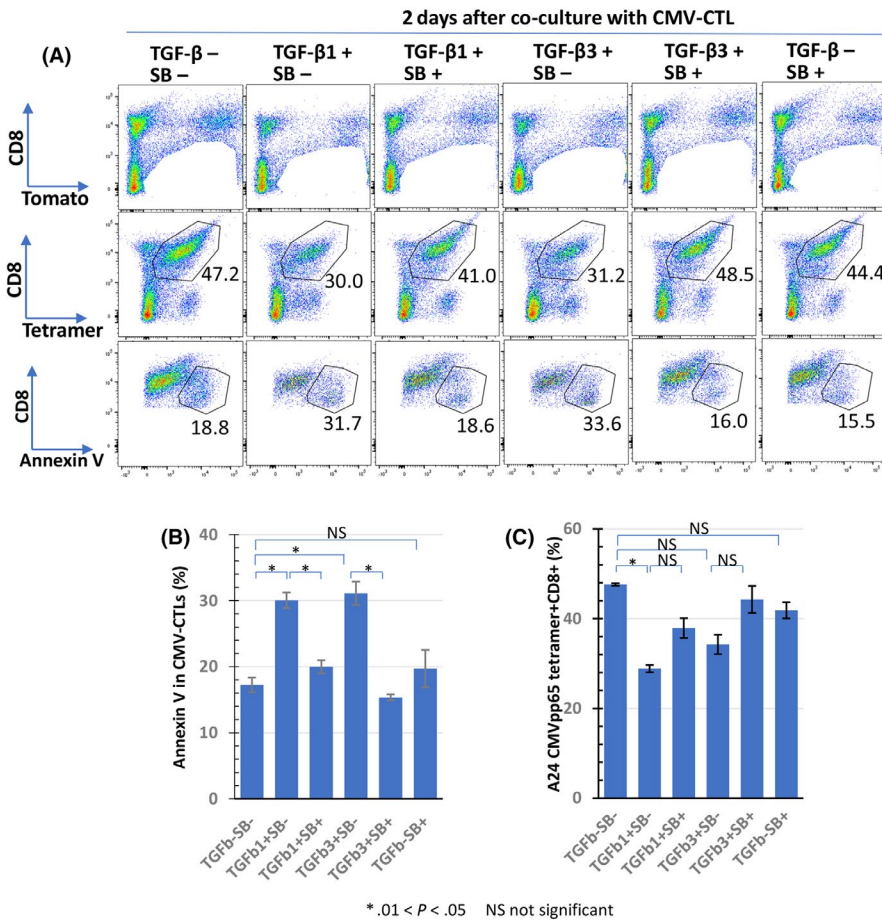 2 days after co-culture with CMV-CTL
(A)
TGF-β – TGF-β1 + TGF-β1 + TGF-β3 + TGF-β3 + TGF-β –
SB – SB – SB + SB – SB + SB +
CD8
Tomato
CD8
47.2 30.0 41.0 31.2 48.5 44.4
Tetramer
CD8
18.8 31.7 18.6 33.6 16.0 15.5
Annexin V
(B)
Annexin V in CMV-CTLs (%)
40
30
20
10
0
NS
*
* * *
TGFb-SB-
TGFb1+SB-
TGFb1+SB+
TGFb3+SB-
TGFb3+SB+
TGFb-SB+
(C)
A24 CMVpp65 tetramer+CD8+ (%)
60
40
20
0
NS
NS
* NS NS
TGFb-SB-
TGFb1+SB-
TGFb1+SB+
TGFb3+SB-
TGFb3+SB+
TGFb-SB+
* .01 < P < .05 NS not significant